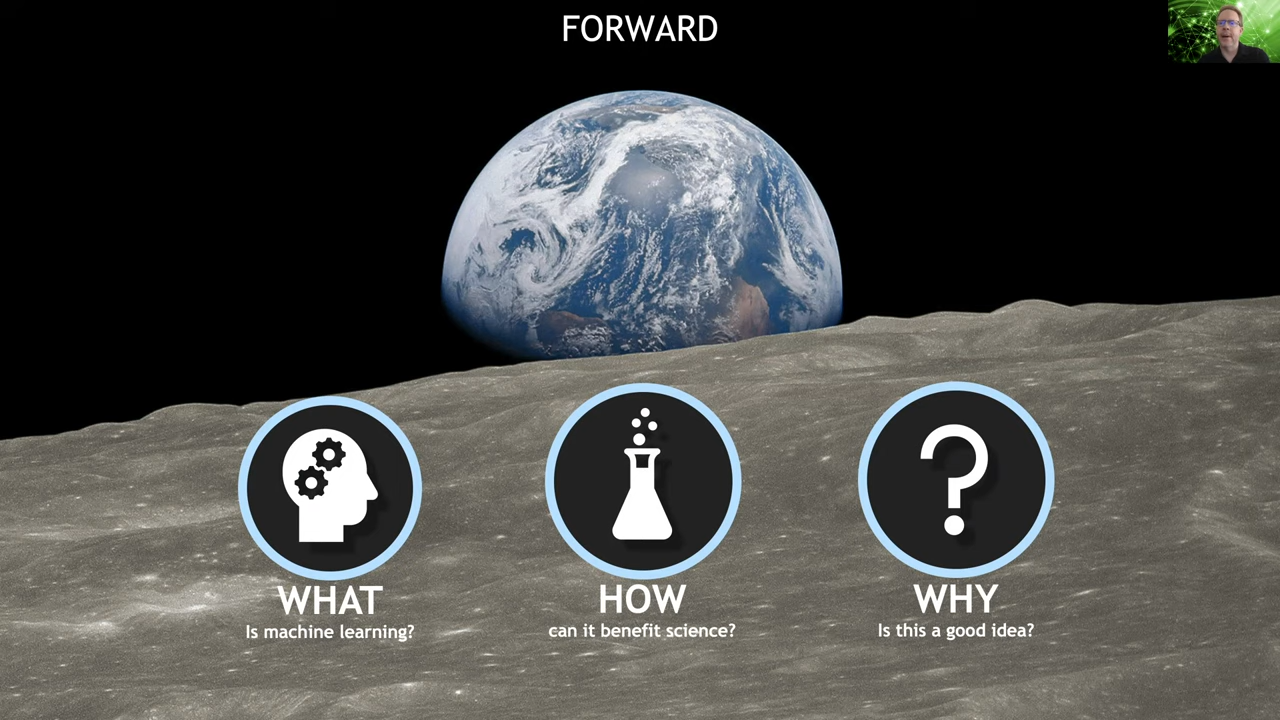 FORWARD
WHAT
Is machine learning?
HOW
can it benefit science?
WHY
Is this a good idea?